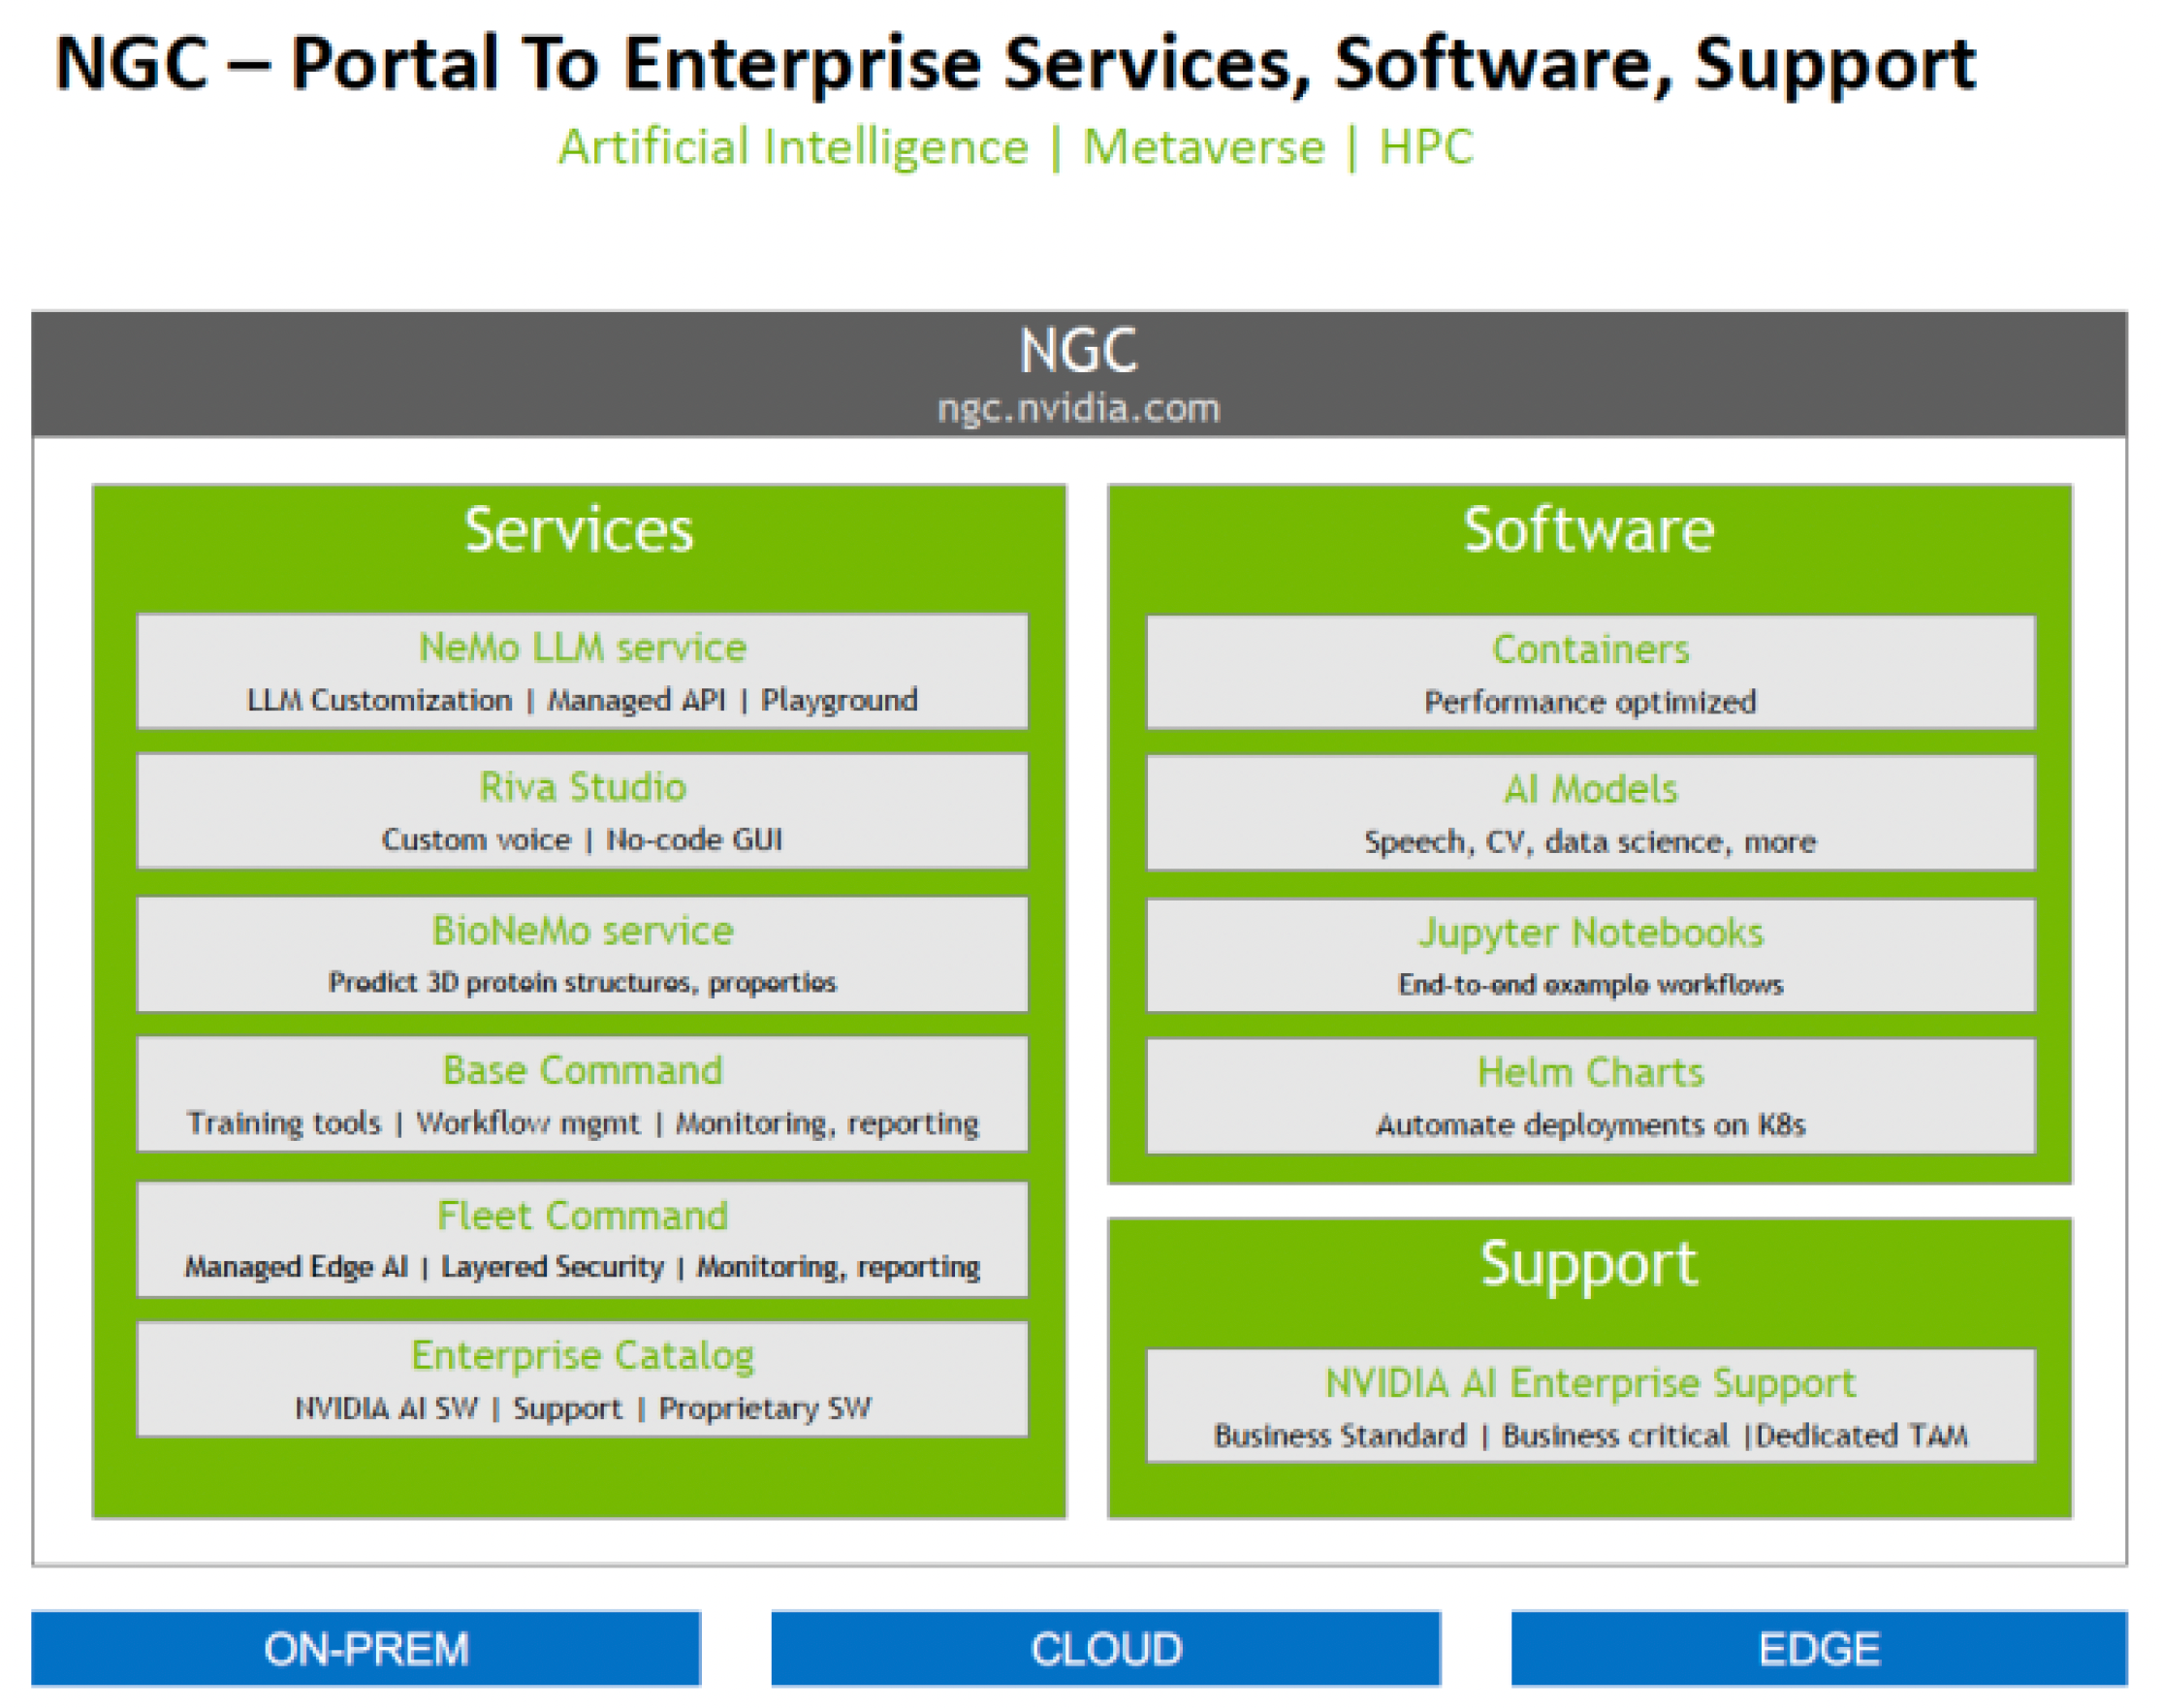 NGC – Portal To Enterprise Services, Software, Support
Artificial Intelligence | Metaverse | HPC
NGC
ngc.nvidia.com
Services
NeMo LLM service
LLM Customization | Managed API | Playground
Riva Studio
Custom voice | No-code GUI
BioNeMo service
Predict 3D protein structures, properties
Base Command
Training tools | Workflow mgmt | Monitoring, reporting
Fleet Command
Managed Edge AI | Layered Security | Monitoring, reporting
Enterprise Catalog
NVIDIA AI SW | Support | Proprietary SW
Software
Containers
Performance optimized
AI Models
Speech, CV, data science, more
Jupyter Notebooks
End-to-end example workflows
Helm Charts
Automate deployments on K8s
Support
NVIDIA AI Enterprise Support
Business Standard | Business critical |Dedicated TAM
ON-PREM
CLOUD
EDGE